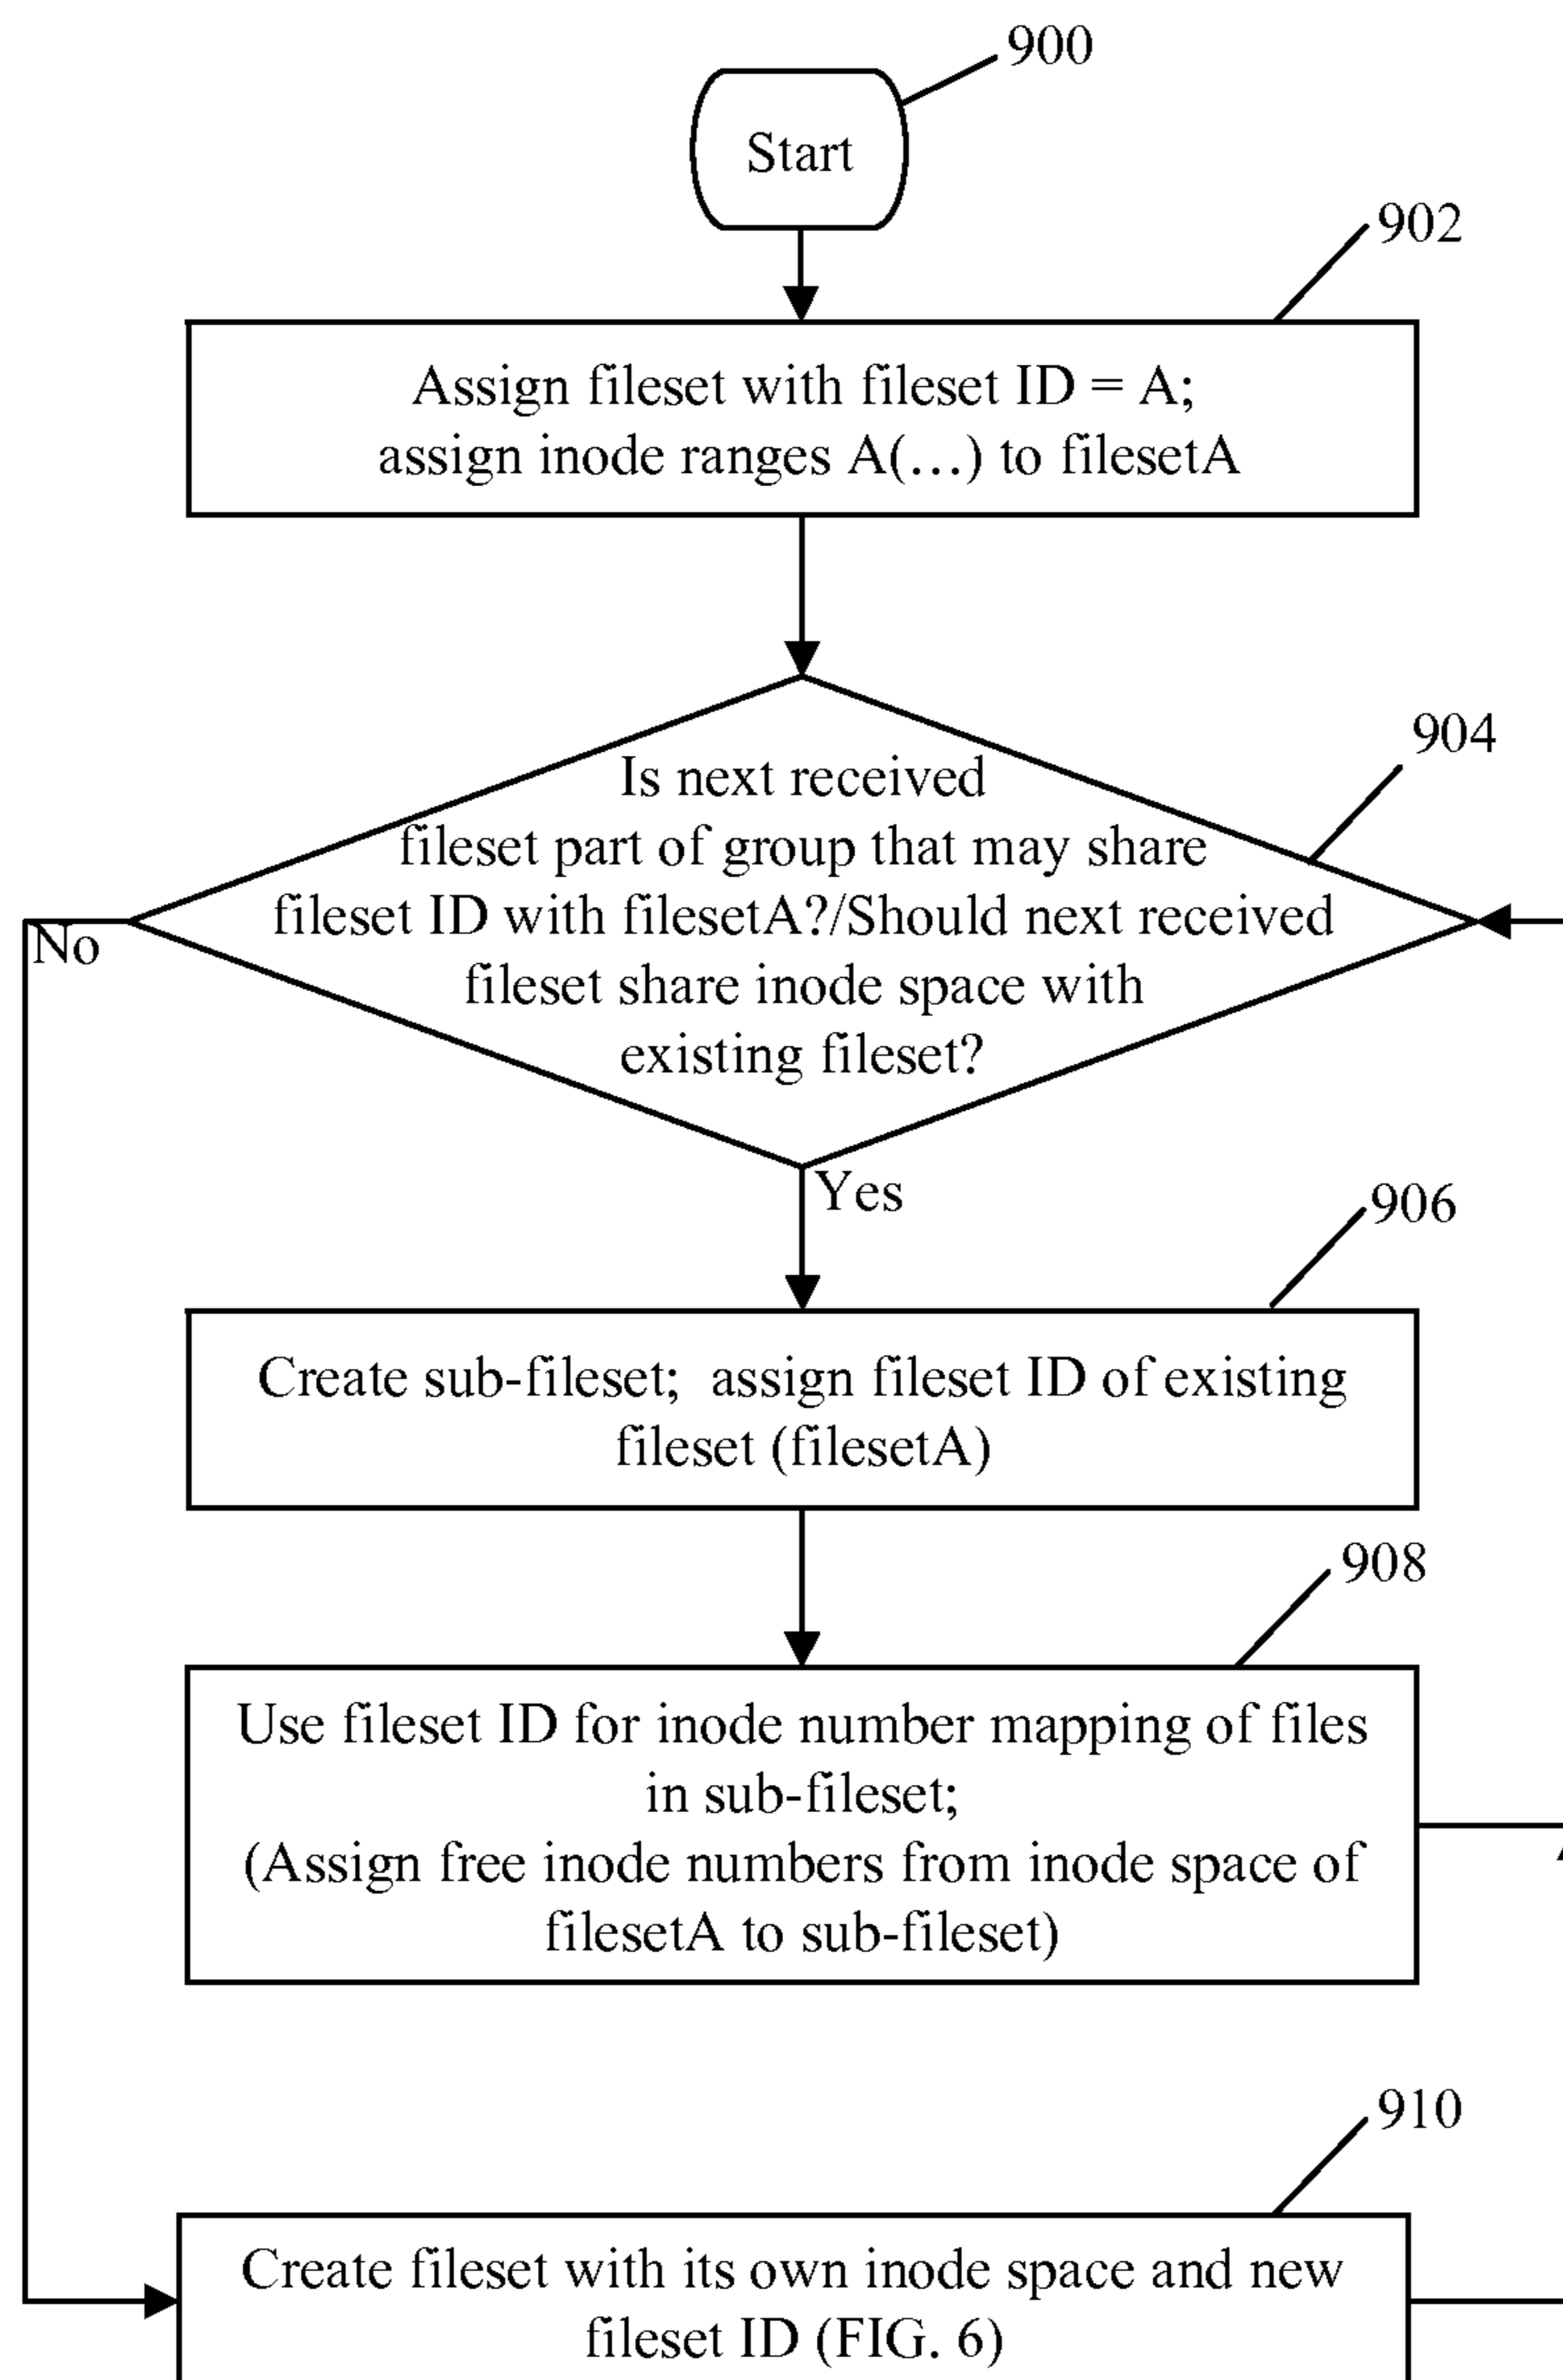 900
Start
902
Assign fileset with fileset ID = A;
assign inode ranges A(…) to filesetA
904
Is next received
fileset part of group that may share
fileset ID with filesetA?/Should next received
fileset share inode space with
existing fileset?
No
Yes
906
Create sub-fileset;  assign fileset ID of existing
fileset (filesetA)
908
Use fileset ID for inode number mapping of files
in sub-fileset;
(Assign free inode numbers from inode space of
filesetA to sub-fileset)
910
Create fileset with its own inode space and new
fileset ID (FIG. 6)